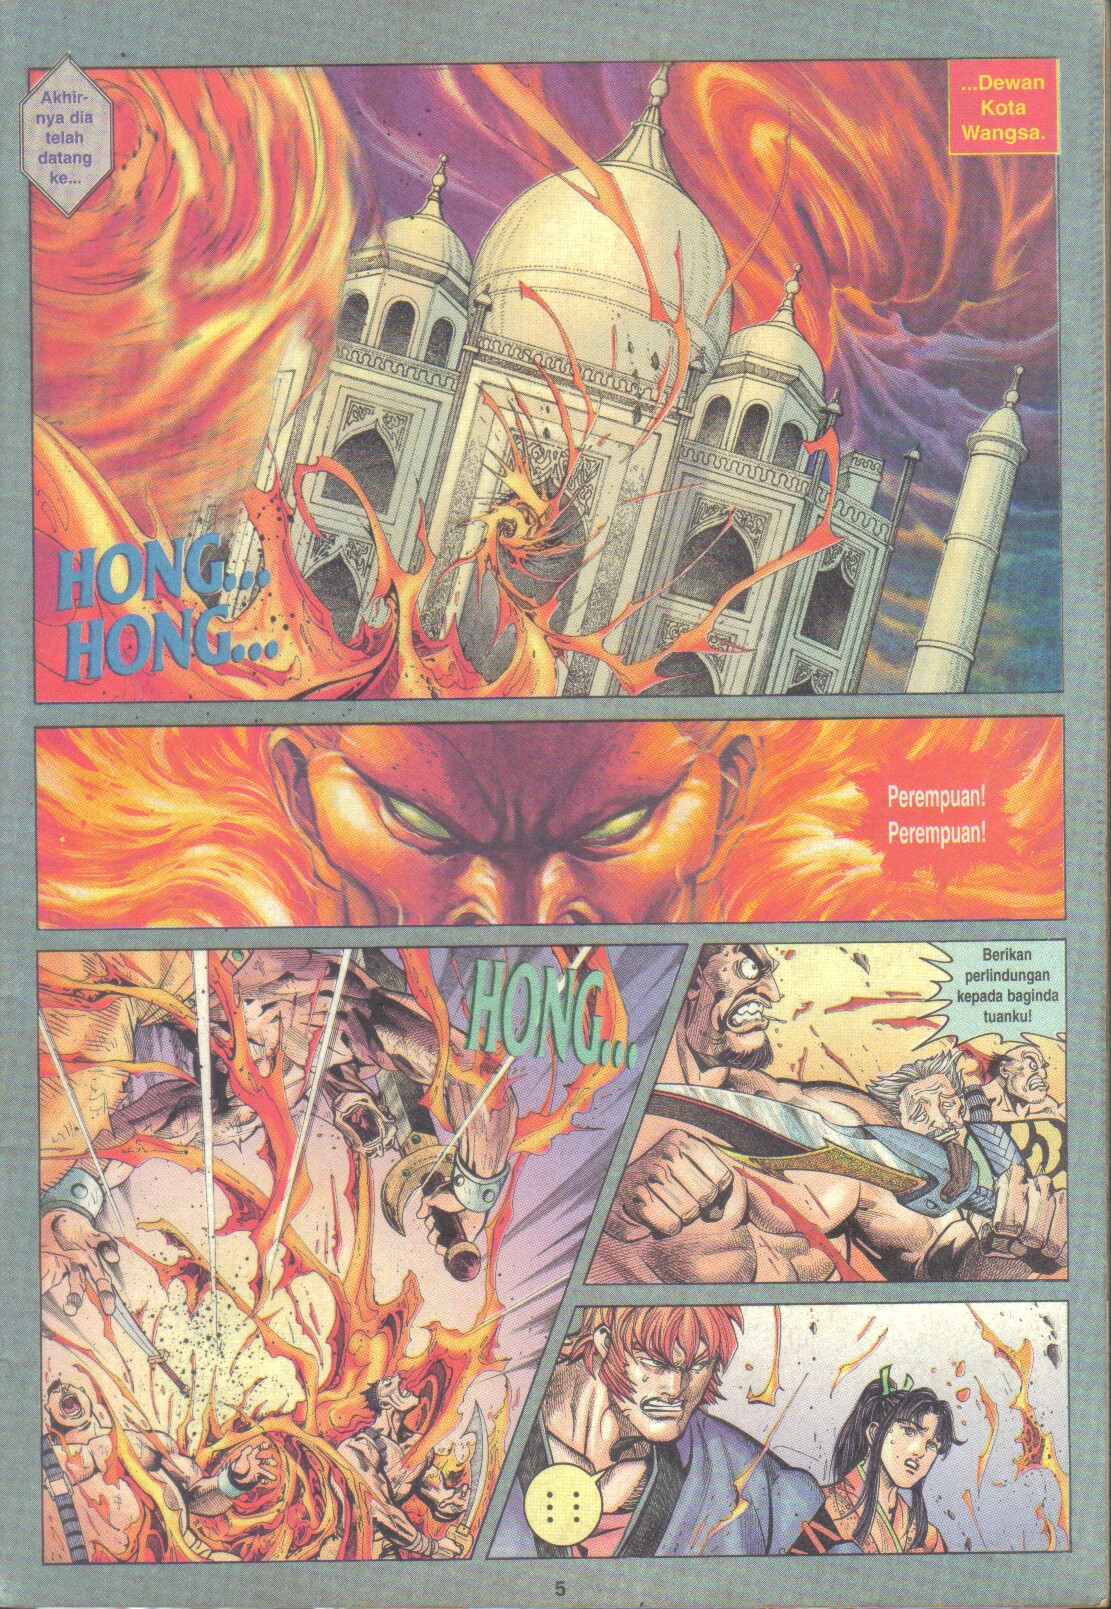 Akhir-
nya dia
telah
datang
ke...
...Dewan
Kota
Wangsa.
HONG...
HONG...
Perempuan!
Perempuan!
HONG...
Berikan
perlindungan
kepada baginda
tuanku!
5